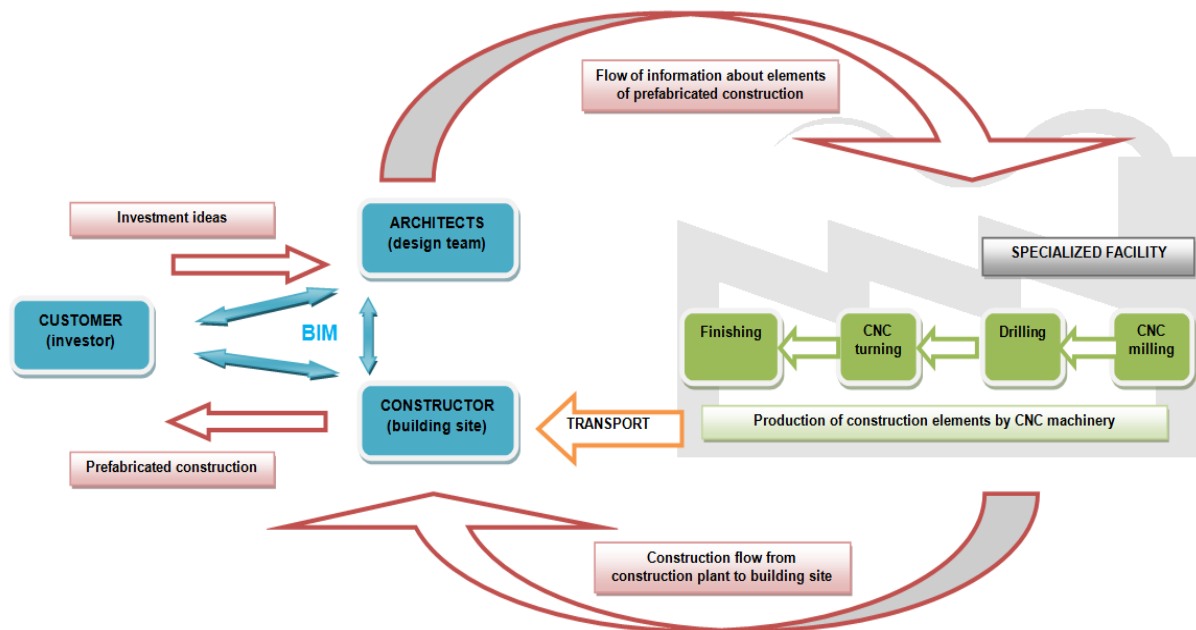 Flow of information about elements
of prefabricated construction
Investment ideas
ARCHITECTS
(design team)
SPECIALIZED FACILITY
CUSTOMER
(investor)
BIM
Finishing
CNC
turning
Drilling
CNC
milling
CONSTRUCTOR
(building site)
TRANSPORT
Production of construction elements by CNC machinery
Prefabricated construction
Construction flow from
construction plant to building site